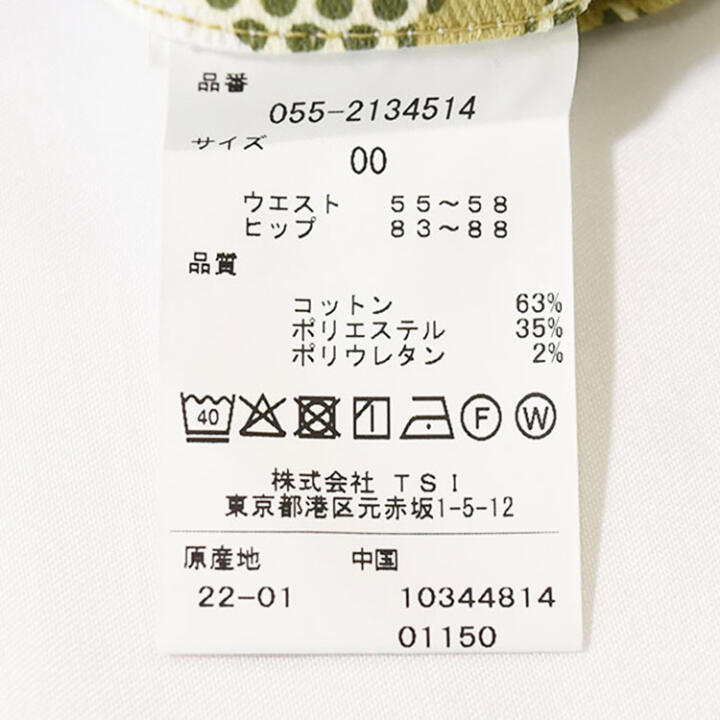 品番
055-2134514
サイズ
00
ウエスト 55～58
ヒップ 83～88
品質
コットン 63%
ポリエステル 35%
ポリウレタン 2%
40 F W
株式会社 TSI
東京都港区元赤坂1-5-12
原産地 中国
22-01 10344814
01150